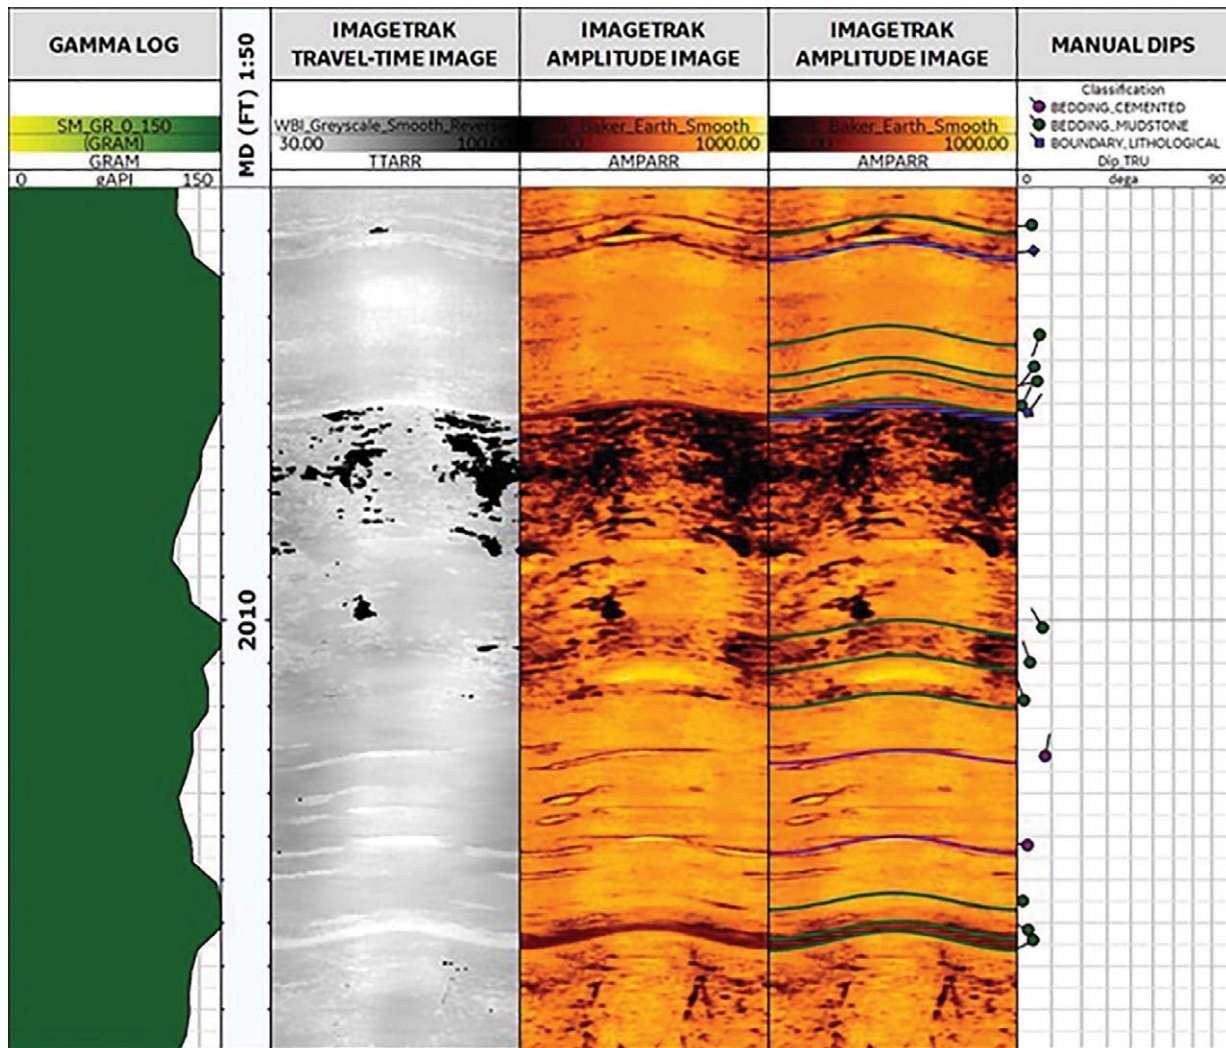 GAMMA LOG
MD (FT) 1:50
IMAGETRAK
TRAVEL-TIME IMAGE
IMAGETRAK
AMPLITUDE IMAGE
IMAGETRAK
AMPLITUDE IMAGE
MANUAL DIPS
SM_GR_0_150
(GRAM)
GRAM
0 gAPI 150
WBI_Greyscale_Smooth_Revers
30.00 100.00
TTARR
Baker_Earth_Smooth
1000.00
AMPARR
Baker_Earth_Smooth
1000.00
AMPARR
Classification
BEDDING_CEMENTED
BEDDING_MUDSTONE
BOUNDARY_LITHOLOGICAL
Dip_TRU
0 dega 90
2010